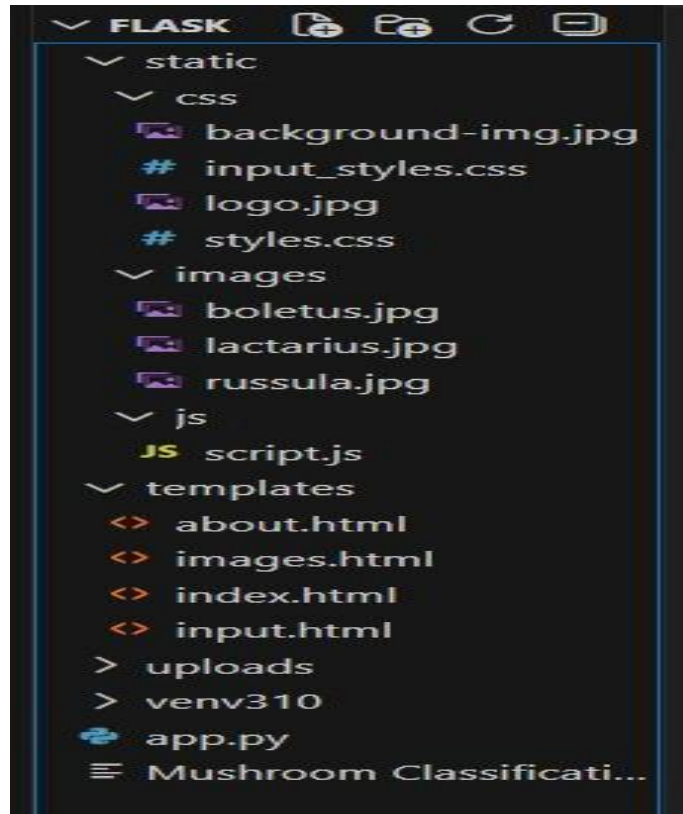 FLASK
static
css
background-img.jpg
# input_styles.css
logo.jpg
# styles.css
images
boletus.jpg
lactarius.jpg
russula.jpg
js
JS script.js
templates
<> about.html
<> images.html
<> index.html
<> input.html
> uploads
> venv310
app.py
Mushroom Classificati...